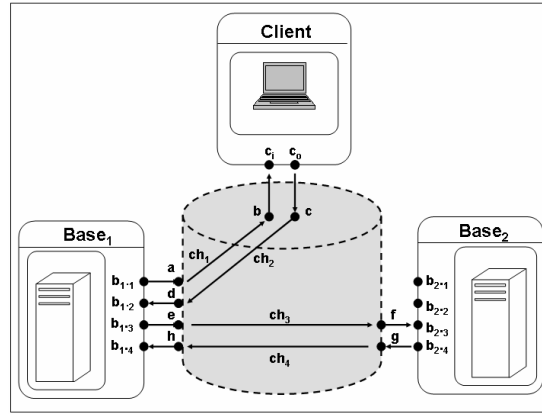 Client
cᵢ cₒ
b c
Base₁
Base₂
ch₁ ch₂
b₁•₁ a
b₁•₂ d
b₁•₃ e ch₃ f
b₁•₄ h ch₄ g
b₂•₁
b₂•₂
b₂•₃
b₂•₄